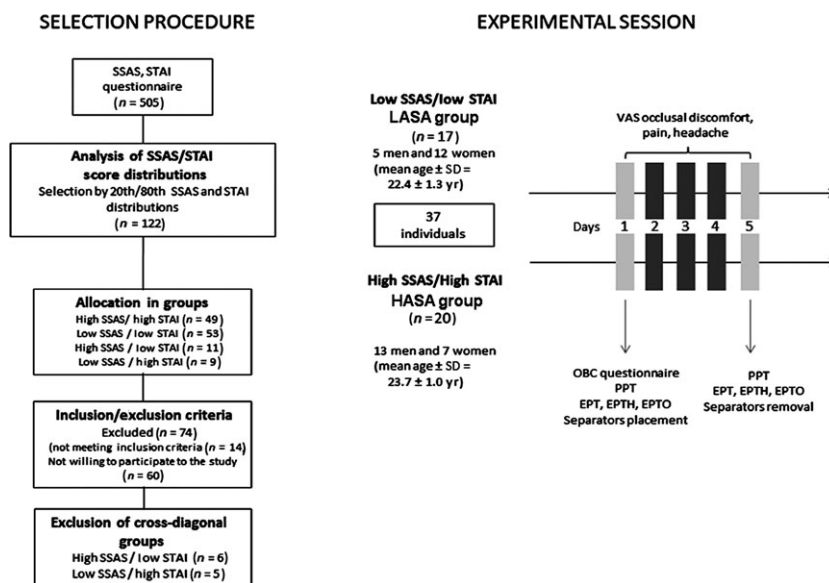 SELECTION PROCEDURE
SSAS, STAI
questionnaire
(n = 505)
Analysis of SSAS/STAI
score distributions
Selection by 20th/80th SSAS and STAI
distributions
(n = 122)
Allocation in groups
High SSAS/ high STAI (n = 49)
Low SSAS / low STAI (n = 53)
High SSAS / low STAI (n = 11)
Low SSAS / high STAI (n = 9)
Inclusion/exclusion criteria
Excluded (n = 74)
(not meeting inclusion criteria (n = 14)
Not willing to participate to the study
(n = 60)
Exclusion of cross-diagonal
groups
High SSAS / low STAI (n = 6)
Low SSAS / high STAI (n = 5)
EXPERIMENTAL SESSION
Low SSAS/low STAI
LASA group
(n = 17)
5 men and 12 women
(mean age ± SD =
22.4 ± 1.3 yr)
37
individuals
High SSAS/High STAI
HASA group
(n = 20)
13 men and 7 women
(mean age ± SD =
23.7 ± 1.0 yr)
VAS occlusal discomfort,
pain, headache
Days 1 2 3 4 5
OBC questionnaire
PPT
EPT, EPTH, EPTO
Separators placement
PPT
EPT, EPTH, EPTO
Separators removal